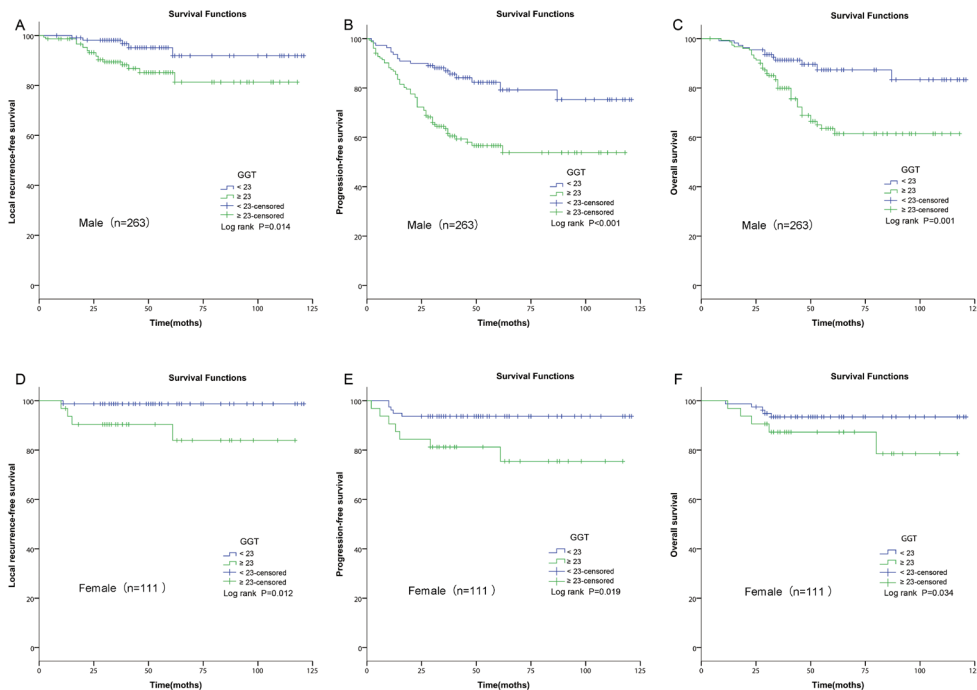 A
Survival Functions
Local recurrence-free survival
100
80
60
40
20
0
GGT
< 23
≥ 23
< 23-censored
≥ 23-censored
Log rank P=0.014
Male（n=263）
0 25 50 75 100 125
Time(moths)
B
Survival Functions
Progression-free survival
100
80
60
40
20
0
GGT
< 23
≥ 23
< 23-censored
≥ 23-censored
Log rank P<0.001
Male（n=263）
0 25 50 75 100 125
Time(moths)
C
Survival Functions
Overall survival
100
80
60
40
20
0
GGT
< 23
≥ 23
< 23-censored
≥ 23-censored
Log rank P=0.001
Male（n=263）
0 25 50 75 100 125
Time(moths)
D
Survival Functions
Local recurrence-free survival
100
80
60
40
20
0
GGT
< 23
≥ 23
< 23-censored
≥ 23-censored
Log rank P=0.012
Female（n=111 ）
0 25 50 75 100 125
Time(moths)
E
Survival Functions
Progression-free survival
100
80
60
40
20
0
GGT
< 23
≥ 23
< 23-censored
≥ 23-censored
Log rank P=0.019
Female（n=111 ）
0 25 50 75 100 125
Time(moths)
F
Survival Functions
Overall survival
100
80
60
40
20
0
GGT
< 23
≥ 23
< 23-censored
≥ 23-censored
Log rank P=0.034
Female（n=111 ）
0 25 50 75 100 125
Time(moths)